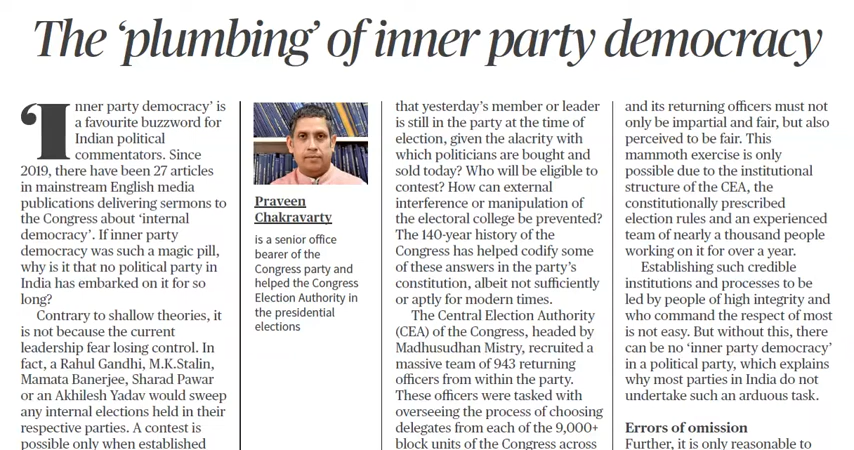 The ‘plumbing’ of inner party democracy
‘Inner party democracy’ is
a favourite buzzword for
Indian political
commentators. Since
2019, there have been 27 articles
in mainstream English media
publications delivering sermons to
the Congress about ‘internal
democracy’. If inner party
democracy was such a magic pill,
why is it that no political party in
India has embarked on it for so
long?
Contrary to shallow theories, it
is not because the current
leadership fear losing control. In
fact, a Rahul Gandhi, M.K.Stalin,
Mamata Banerjee, Sharad Pawar
or an Akhilesh Yadav would sweep
any internal elections held in their
respective parties. A contest is
possible only when established
Praveen
Chakravarty
is a senior office
bearer of the
Congress party and
helped the Congress
Election Authority in
the presidential
elections
that yesterday’s member or leader
is still in the party at the time of
election, given the alacrity with
which politicians are bought and
sold today? Who will be eligible to
contest? How can external
interference or manipulation of
the electoral college be prevented?
The 140-year history of the
Congress has helped codify some
of these answers in the party’s
constitution, albeit not sufficiently
or aptly for modern times.
The Central Election Authority
(CEA) of the Congress, headed by
Madhusudhan Mistry, recruited a
massive team of 943 returning
officers from within the party.
These officers were tasked with
overseeing the process of choosing
delegates from each of the 9,000+
block units of the Congress across
and its returning officers must not
only be impartial and fair, but also
perceived to be fair. This
mammoth exercise is only
possible due to the institutional
structure of the CEA, the
constitutionally prescribed
election rules and an experienced
team of nearly a thousand people
working on it for over a year.
Establishing such credible
institutions and processes to be
led by people of high integrity and
who command the respect of most
is not easy. But without this, there
can be no ‘inner party democracy’
in a political party, which explains
why most parties in India do not
undertake such an arduous task.
Errors of omission
Further, it is only reasonable to